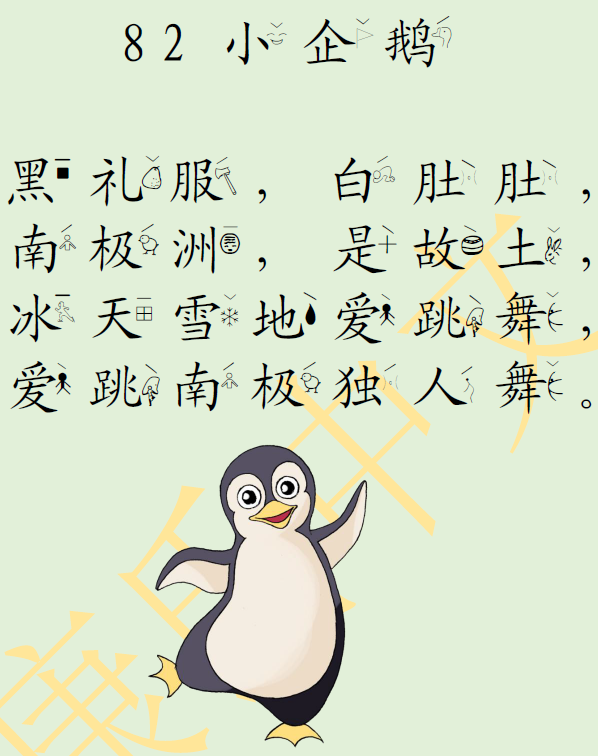 82 小企鹅
黑礼服，白肚肚，
南极洲，是故土，
冰天雪地爱跳舞，
爱跳南极独人舞。